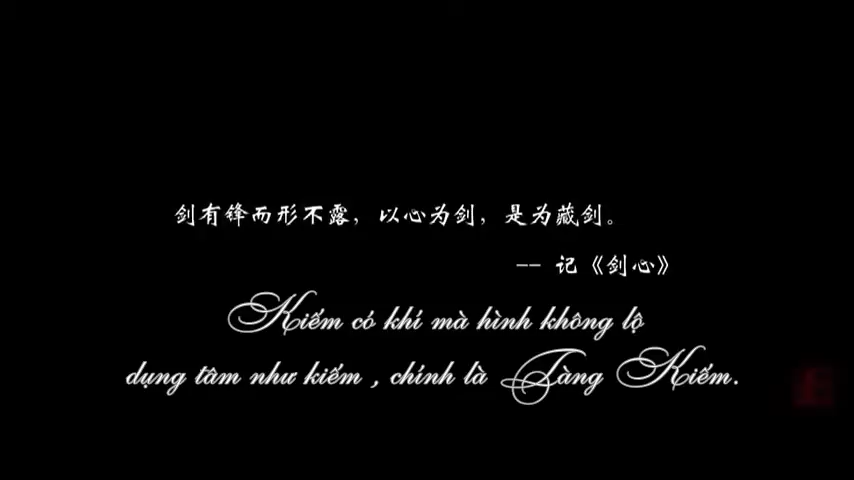 剑有锋而形不露，以心为剑，是为藏剑。
-- 记《剑心》
Kiếm có khí mà hình không lộ
dụng tâm như kiếm , chính là Tàng Kiếm.